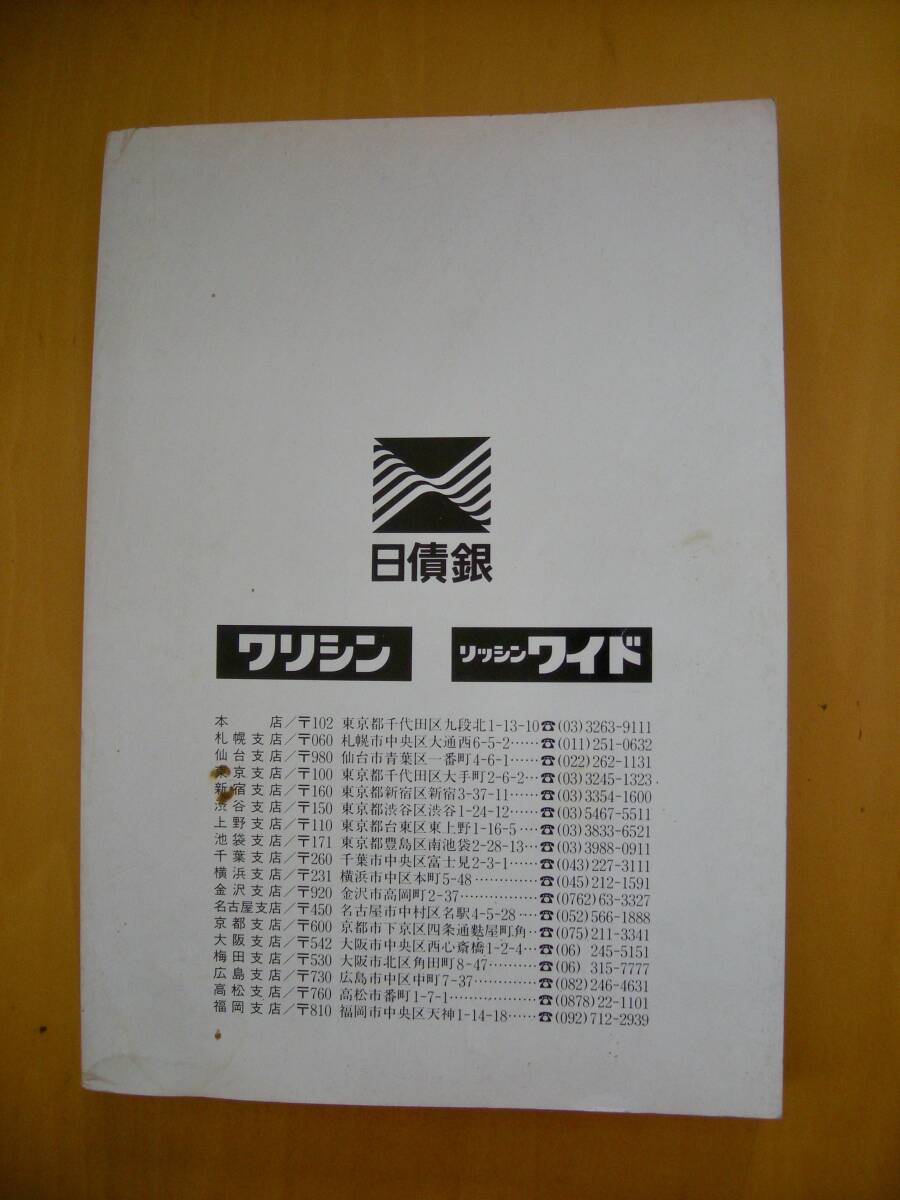 日債銀
ワリシン
リッシンワイド
本店/〒102 東京都千代田区九段北1-13-10☎(03)3263-9111
札幌支店/〒060 札幌市中央区大通西6-5-2……☎(011)251-0632
仙台支店/〒980 仙台市青葉区一番町4-6-1……☎(022)262-1131
東京支店/〒100 東京都千代田区大手町2-6-2…☎(03)3245-1323
新宿支店/〒160 東京都新宿区新宿3-37-11……☎(03)3354-1600
渋谷支店/〒150 東京都渋谷区渋谷1-24-12……☎(03)5467-5511
上野支店/〒110 東京都台東区東上野1-16-5…☎(03)3833-6521
池袋支店/〒171 東京都豊島区南池袋2-28-13…☎(03)3988-0911
千葉支店/〒260 千葉市中央区富士見2-3-1……☎(043)227-3111
横浜支店/〒231 横浜市中区本町5-48…………☎(045)212-1591
金沢支店/〒920 金沢市高岡町2-37……………☎(0762)63-3327
名古屋支店/〒450 名古屋市中村区名駅4-5-28…☎(052)566-1888
京都支店/〒600 京都市下京区四条通麩屋町角‥☎(075)211-3341
大阪支店/〒542 大阪市中央区西心斎橋1-2-4…☎(06) 245-5151
梅田支店/〒530 大阪市北区角田町8-47………☎(06) 315-7777
広島支店/〒730 広島市中区中町7-37…………☎(082)246-4631
高松支店/〒760 高松市番町1-7-1………………☎(0878)22-1101
福岡支店/〒810 福岡市中央区天神1-14-18……☎(092)712-2939